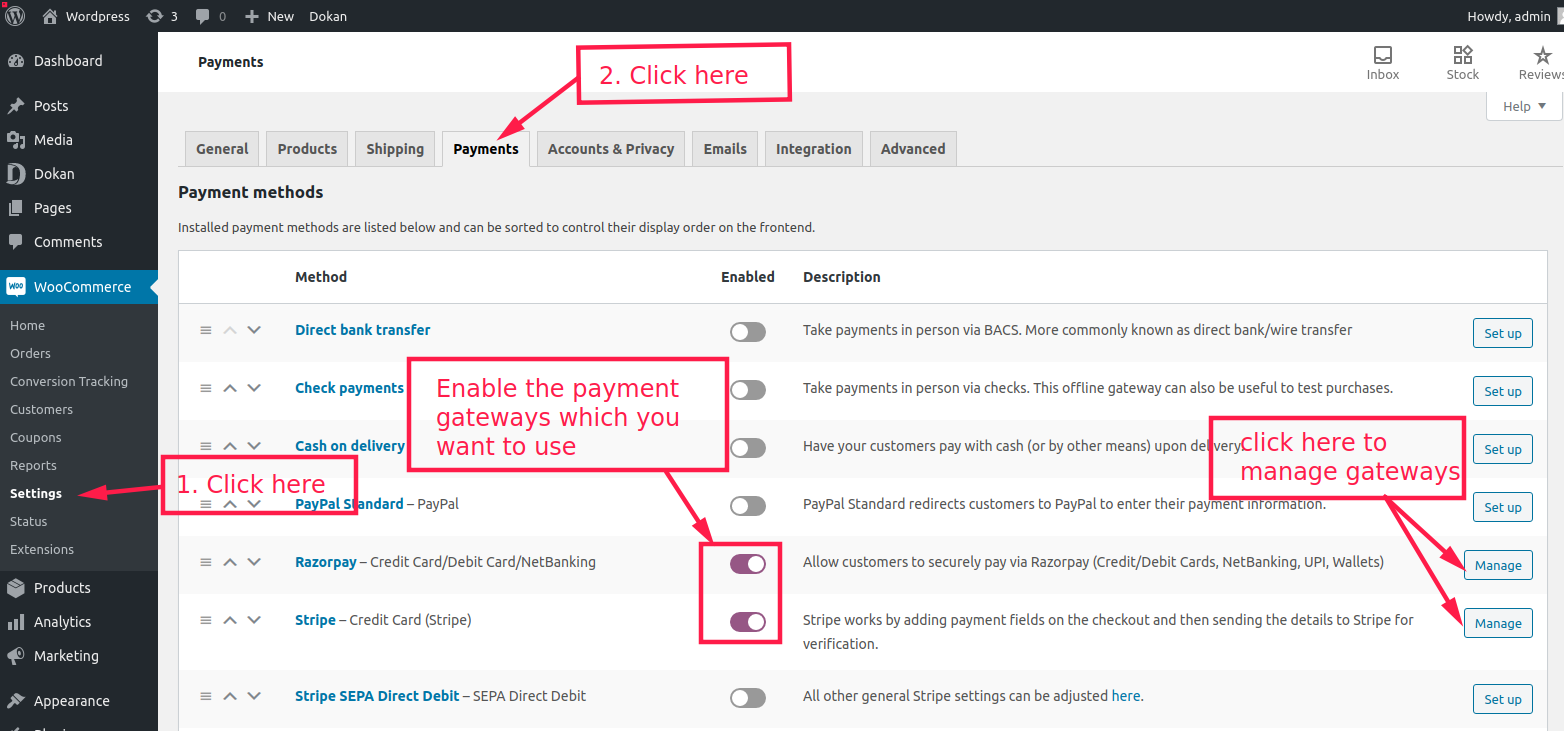 Wordpress 3 0 New Dokan Howdy, admin
Dashboard
Posts
Media
Dokan
Pages
Comments
WooCommerce
Home
Orders
Conversion Tracking
Customers
Coupons
Reports
Settings
Status
Extensions
Products
Analytics
Marketing
Appearance
Payments
Inbox Stock Reviews
Help
2. Click here
General Products Shipping Payments Accounts & Privacy Emails Integration Advanced
Payment methods
Installed payment methods are listed below and can be sorted to control their display order on the frontend.
Method Enabled Description
Direct bank transfer Take payments in person via BACS. More commonly known as direct bank/wire transfer Set up
Check payments Take payments in person via checks. This offline gateway can also be useful to test purchases. Set up
Cash on delivery Have your customers pay with cash (or by other means) upon delivery. Set up
PayPal Standard – PayPal PayPal Standard redirects customers to PayPal to enter their payment information. Set up
Razorpay – Credit Card/Debit Card/NetBanking Allow customers to securely pay via Razorpay (Credit/Debit Cards, NetBanking, UPI, Wallets) Manage
Stripe – Credit Card (Stripe) Stripe works by adding payment fields on the checkout and then sending the details to Stripe for
verification.
Manage
Stripe SEPA Direct Debit – SEPA Direct Debit All other general Stripe settings can be adjusted here. Set up
1. Click here
Enable the payment
gateways which you
want to use
click here to
manage gateways